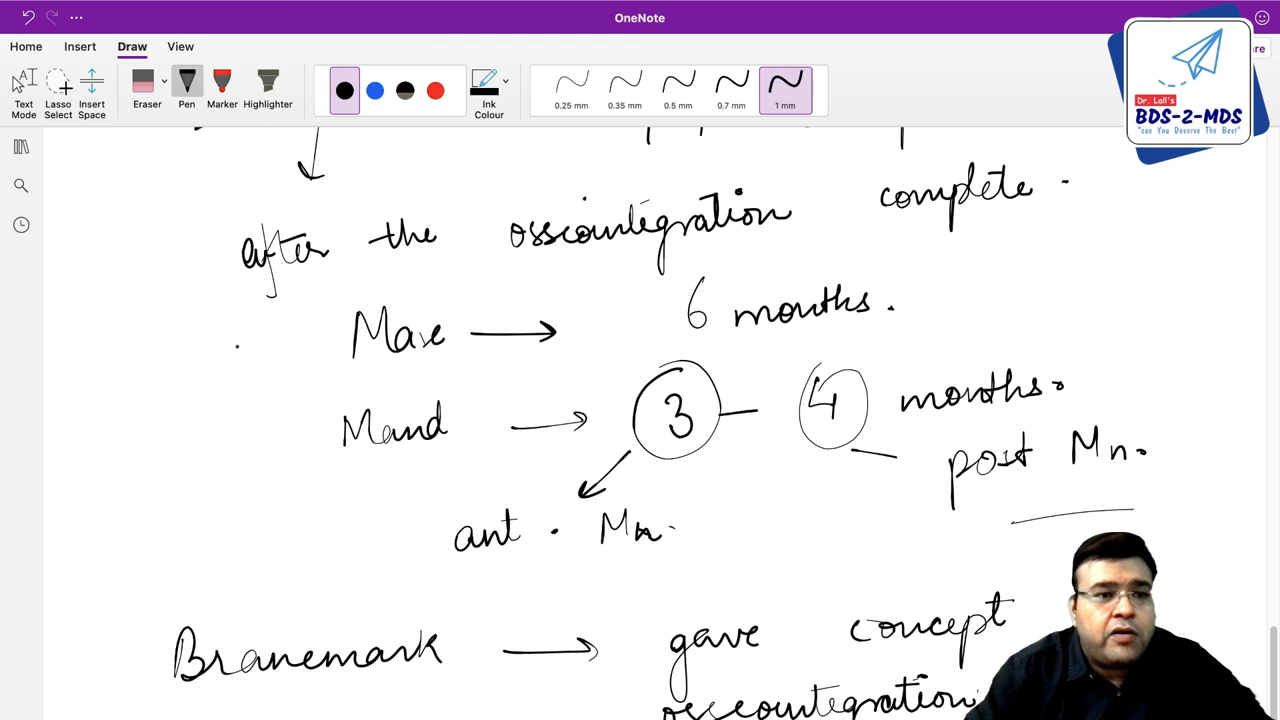 OneNote
Home Insert Draw View
Text Mode
Lasso Select
Insert Space
Eraser
Pen
Marker
Highlighter
Ink Colour
0.25 mm 0.35 mm 0.5 mm 0.7 mm 1 mm
Dr. Lall's
BDS-2-MDS
"cos You Deserve The Best"
after the osseointegration complete.
Max → 6 months.
Mand → 3 - 4 months.
post Mn.
ant. Mn.
Branemark → gave concept
osseointegration